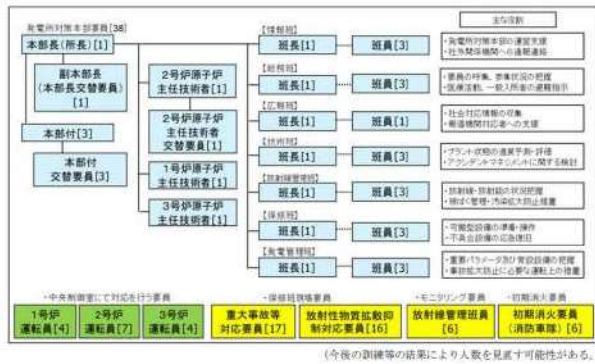 発電所対策本部要員[38]
主な役割
本部長(所長)[1]
副本部長
(本部長交替要員)
[1]
本部付[3]
本部付
交替要員[3]
2号炉原子炉
主任技術者[1]
2号炉原子炉
主任技術者
交替要員[1]
1号炉原子炉
主任技術者[1]
3号炉原子炉
主任技術者[1]
【情報班】
班長[1]
班員[3]
・発電所対策本部の運営支援
・社外関係機関への通報連絡
【総務班】
班長[1]
班員[3]
・要員の呼集、参集状況の把握
・医療活動、一般入所者の避難指示
【広報班】
班長[1]
班員[1]
・社会対応情報の収集
・報道機関対応者への支援
【技術班】
班長[1]
班員[3]
・プラント状態の進展予測・評価
・アクシデントマネジメントに関する検討
【放射線管理班】
班長[1]
班員[3]
・放射線・放射能の状況把握
・被ばく管理・汚染拡大防止措置
【保修班】
班長[1]
班員[3]
・可搬型設備の準備・操作
・不具合設備の応急復旧
【発電管理班】
班長[1]
班員[3]
・重要パラメータ及び常設設備の把握
・事故拡大防止に必要な運転上の措置
・中央制御室にて対応を行う要員
1号炉
運転員[4]
2号炉
運転員[7]
3号炉
運転員[4]
・保修班現場要員
重大事故等
対応要員[17]
放射性物質拡散抑
制対応要員[16]
・モニタリング要員
放射線管理班員
[6]
・初期消火要員
初期消火要員
(消防車隊)[6]
(今後の訓練等の結果により人数を見直す可能性がある。